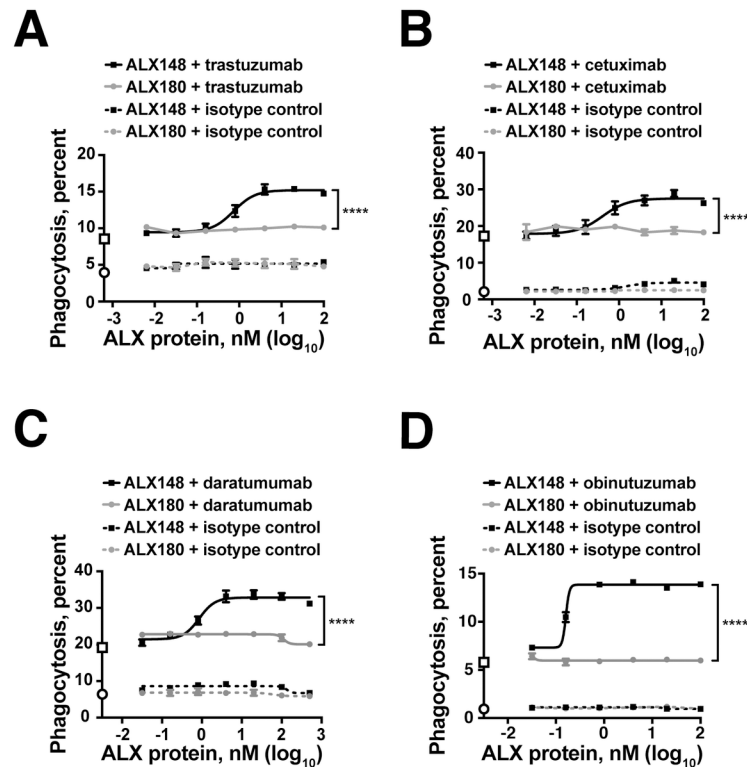 A
ALX148 + trastuzumab
ALX180 + trastuzumab
ALX148 + isotype control
ALX180 + isotype control
Phagocytosis, percent
20
15
10
5
0
****
-3 -2 -1 0 1 2
ALX protein, nM (log10)
B
ALX148 + cetuximab
ALX180 + cetuximab
ALX148 + isotype control
ALX180 + isotype control
Phagocytosis, percent
40
30
20
10
0
****
-3 -2 -1 0 1 2
ALX protein, nM (log10)
C
ALX148 + daratumumab
ALX180 + daratumumab
ALX148 + isotype control
ALX180 + isotype control
Phagocytosis, percent
40
30
20
10
0
****
-2 -1 0 1 2 3
ALX protein, nM (log10)
D
ALX148 + obinutuzumab
ALX180 + obinutuzumab
ALX148 + isotype control
ALX180 + isotype control
Phagocytosis, percent
15
10
5
0
****
-2 -1 0 1 2
ALX protein, nM (log10)